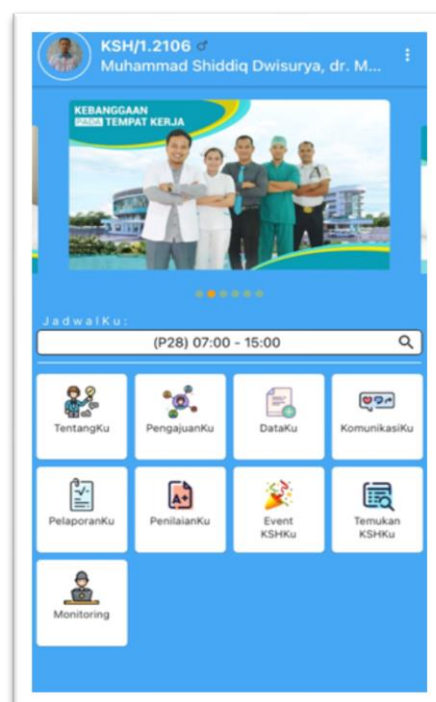 KSH/1.2106 ♂
Muhammad Shiddiq Dwisurya, dr. M...
KEBANGGAAN
PADA TEMPAT KERJA
JadwalKu:
(P28) 07:00 - 15:00
TentangKu
PengajuanKu
DataKu
KomunikasiKu
PelaporanKu
A+
PenilaianKu
Event
KSHKu
Temukan
KSHKu
Monitoring